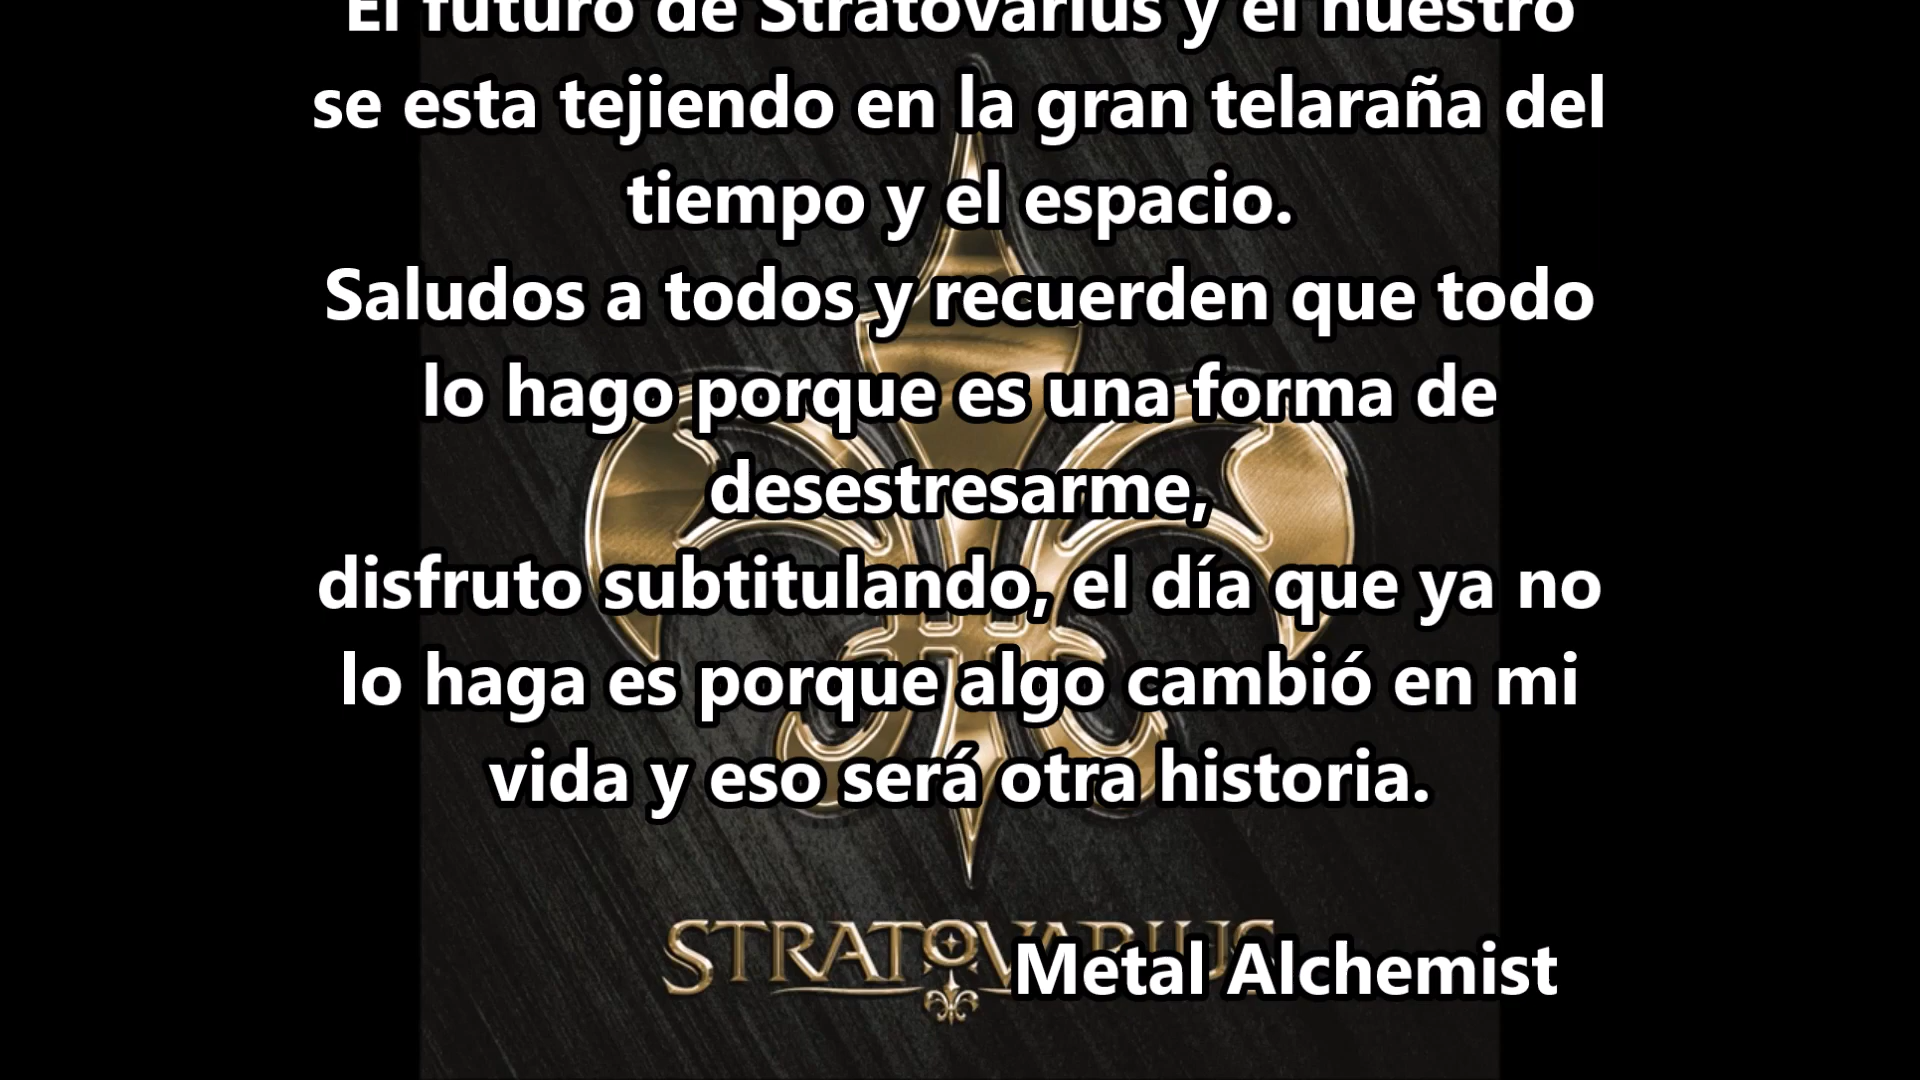 El futuro de Stratovarius y el nuestro
se esta tejiendo en la gran telaraña del
tiempo y el espacio.
Saludos a todos y recuerden que todo
lo hago porque es una forma de
desestresarme,
disfruto subtitulando, el día que ya no
lo haga es porque algo cambió en mi
vida y eso será otra historia.
STRATOVARIUS
Metal Alchemist